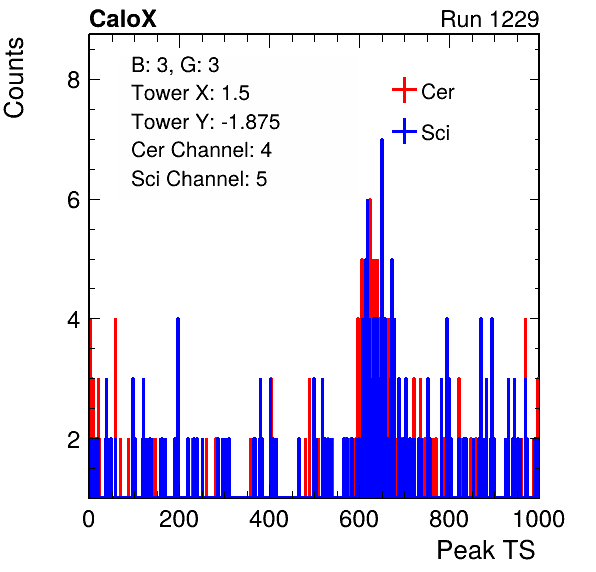 CaloX Run 1229
Counts
B: 3, G: 3
Tower X: 1.5
Tower Y: -1.875
Cer Channel: 4
Sci Channel: 5
Cer
Sci
8
6
4
2
0 200 400 600 800 1000
Peak TS